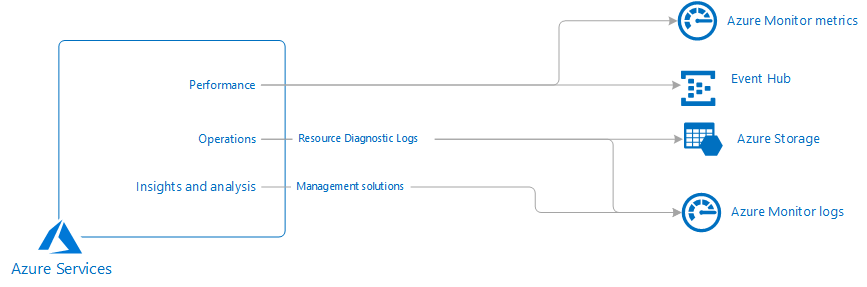 Azure Monitor metrics
Performance
Event Hub
Operations
Resource Diagnostic Logs
Azure Storage
Insights and analysis
Management solutions
Azure Monitor logs
Azure Services